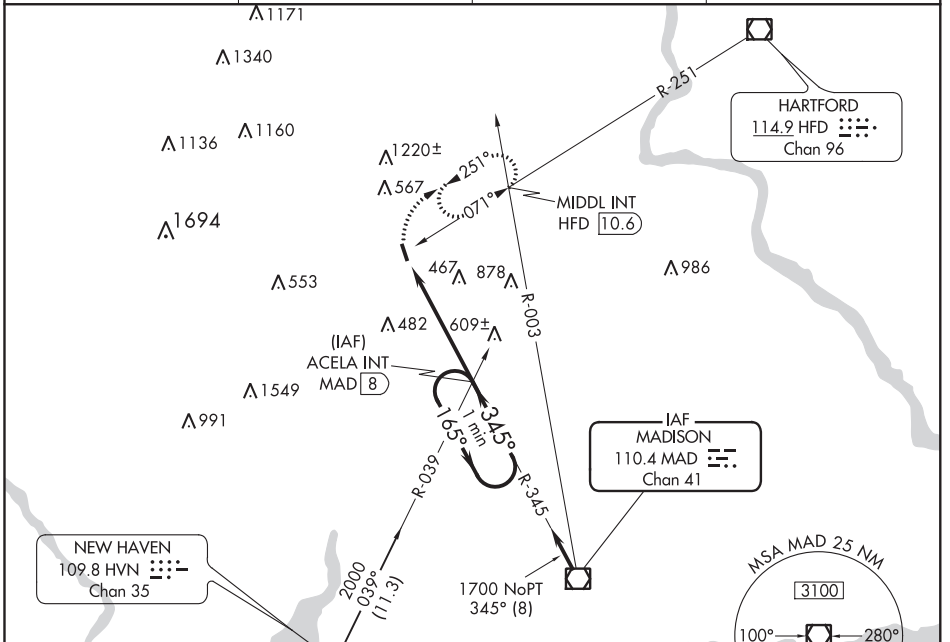 1171
1340
1136
1160
1220±
567
1694
553
467
878
986
482
609±
1549
991
R-251
HARTFORD
114.9 HFD
Chan 96
251°
071°
MIDDL INT
HFD 10.6
R-003
(IAF)
ACELA INT
MAD 8
165°
1 min
345°
R-345
R-039
IAF
MADISON
110.4 MAD
Chan 41
NEW HAVEN
109.8 HVN
Chan 35
2000
039°
(11.3)
1700 NoPT
345° (8)
MSA MAD 25 NM
3100
100°
280°